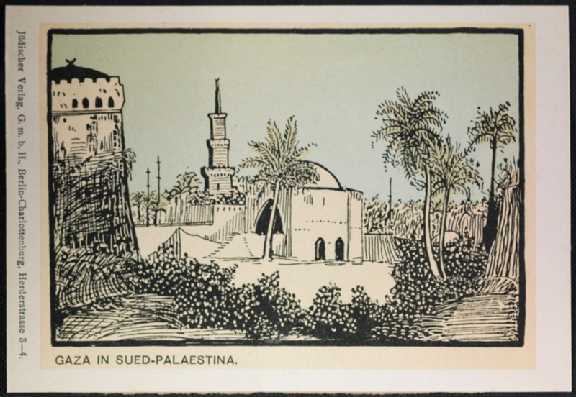 Jüdischer Verlag, G. m. b. H., Berlin-Charlottenburg, Herderstrasse 3—4.
GAZA IN SUED-PALAESTINA.